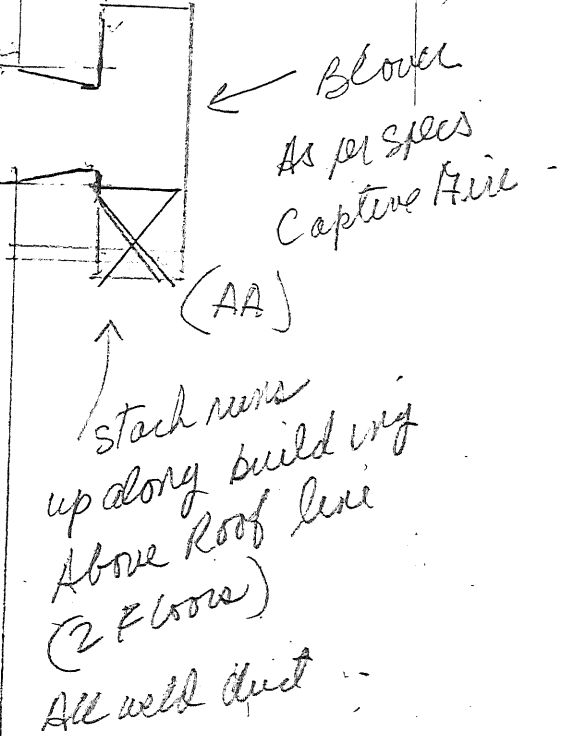 Blower
As per specs
Captive Aire -
(AA)
stack runs
up along building
Above Roof line
(2 Floors)
All weld duct